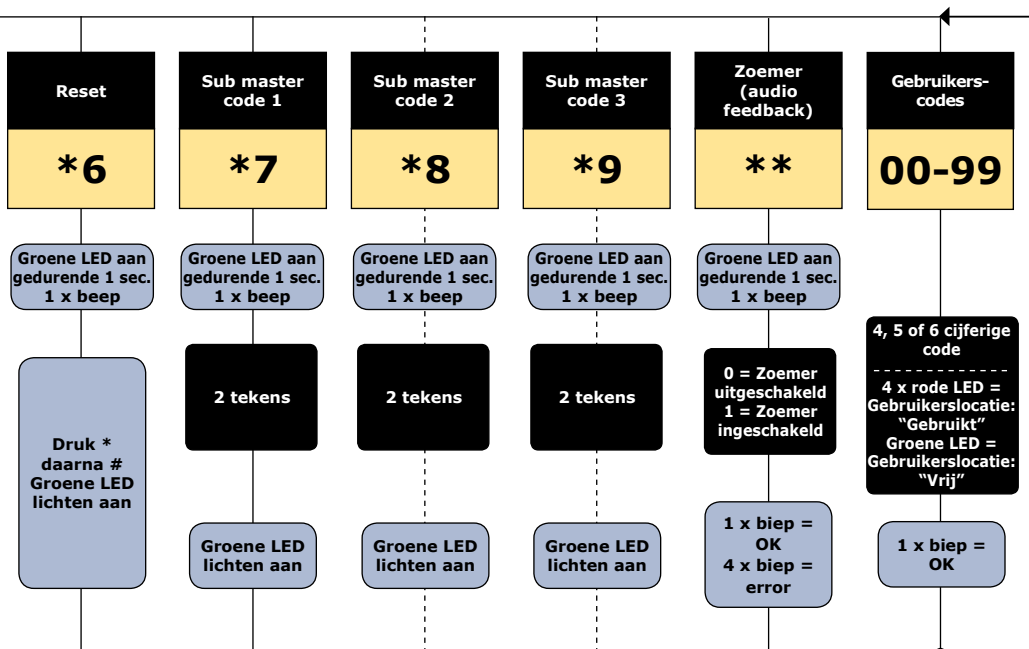 Reset
*6
Groene LED aan
gedurende 1 sec.
1 x beep
Druk *
daarna #
Groene LED
lichten aan
Sub master
code 1
*7
Groene LED aan
gedurende 1 sec.
1 x beep
2 tekens
Groene LED
lichten aan
Sub master
code 2
*8
Groene LED aan
gedurende 1 sec.
1 x beep
2 tekens
Groene LED
lichten aan
Sub master
code 3
*9
Groene LED aan
gedurende 1 sec.
1 x beep
2 tekens
Groene LED
lichten aan
Zoemer
(audio
feedback)
**
Groene LED aan
gedurende 1 sec.
1 x beep
0 = Zoemer
uitgeschakeld
1 = Zoemer
ingeschakeld
1 x biep =
OK
4 x biep =
error
Gebruikers-
codes
00-99
4, 5 of 6 cijferige
code
4 x rode LED =
Gebruikerslocatie:
“Gebruikt”
Groene LED =
Gebruikerslocatie:
“Vrij”
1 x biep =
OK